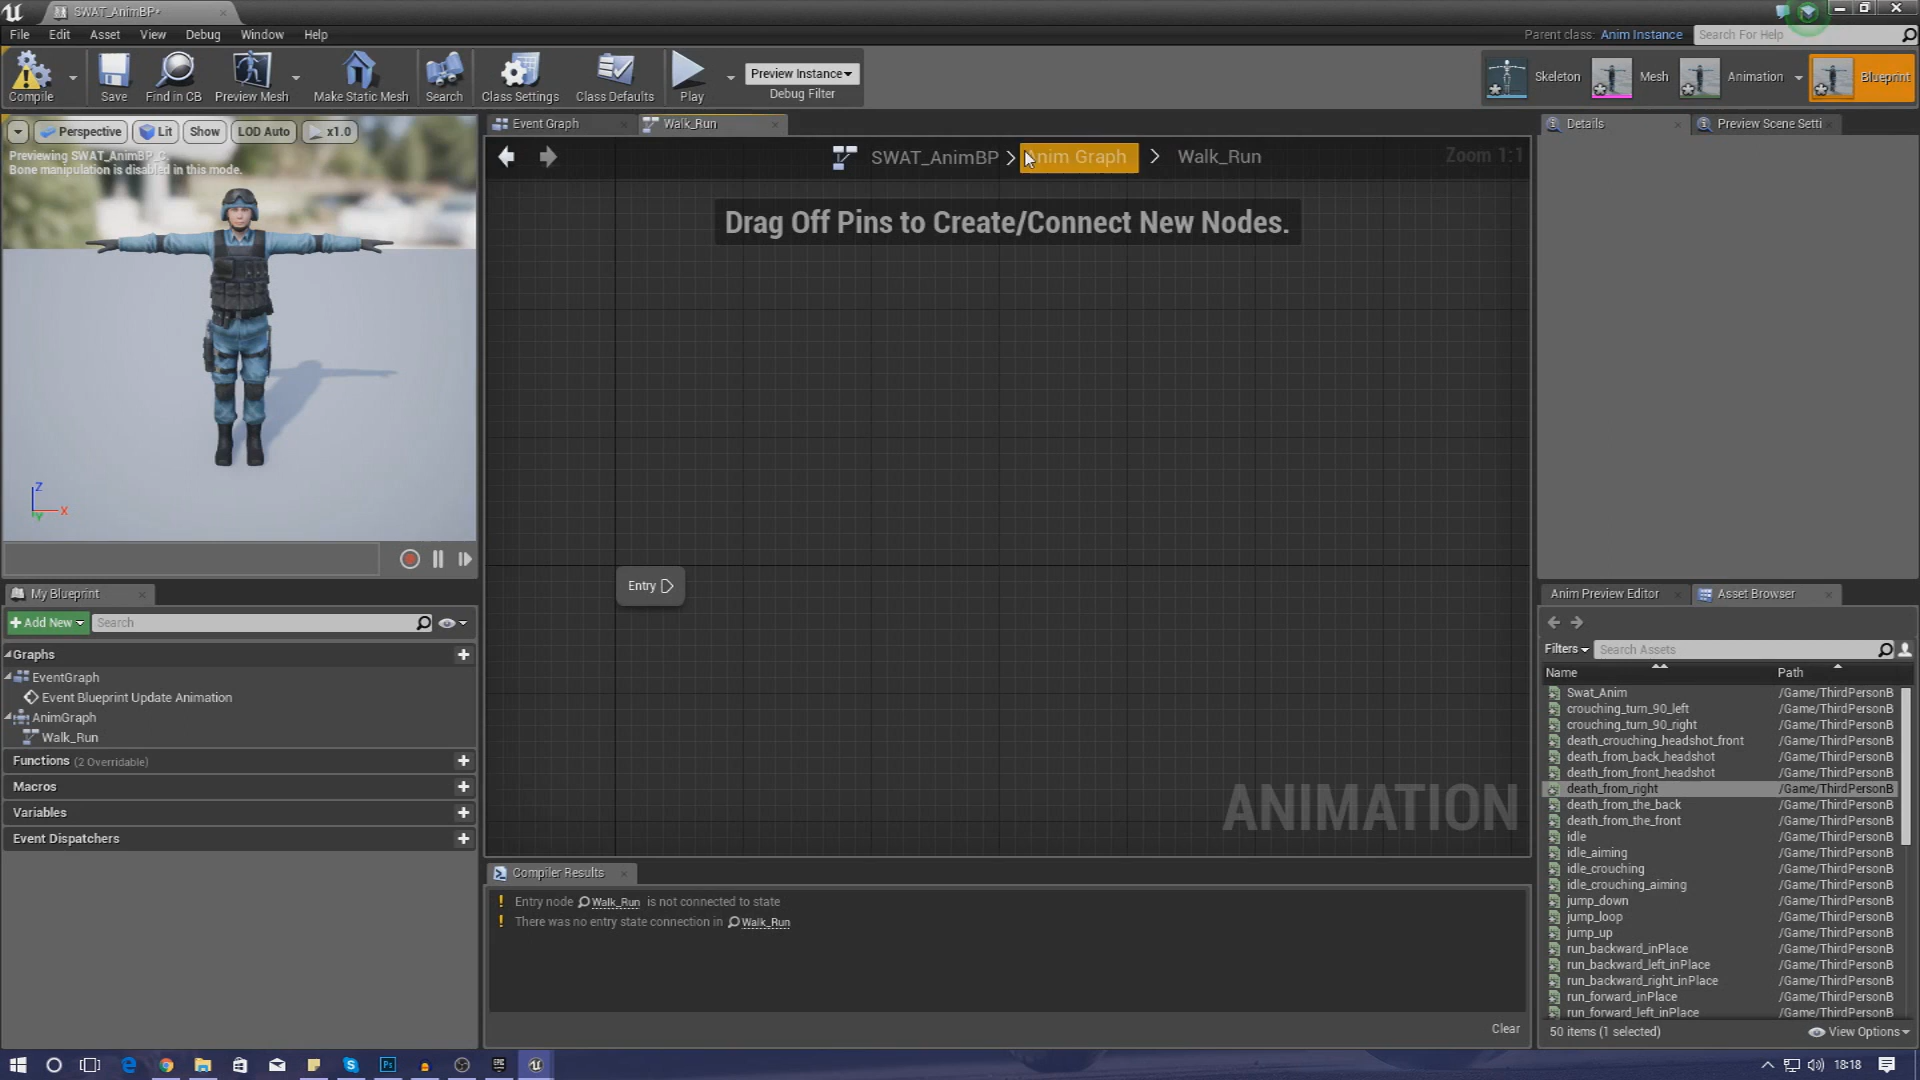 SWAT_AnimBP*
File Edit Asset View Debug Window Help
Parent class: Anim Instance Search For Help
Compile Save Find in CB Preview Mesh Make Static Mesh Search Class Settings Class Defaults Play
Preview Instance
Debug Filter
Skeleton Mesh Animation Blueprint
Perspective Lit Show LOD Auto x1.0
Previewing SWAT_AnimBP_C.
Bone manipulation is disabled in this mode.
Z
X
Y
Event Graph Walk_Run
SWAT_AnimBP > Anim Graph > Walk_Run
Zoom 1:1
Drag Off Pins to Create/Connect New Nodes.
Entry
ANIMATION
Details Preview Scene Setti
My Blueprint
+ Add New Search
Graphs
EventGraph
Event Blueprint Update Animation
AnimGraph
Walk_Run
Functions (2 Overridable)
Macros
Variables
Event Dispatchers
Compiler Results
Entry node Walk_Run is not connected to state
There was no entry state connection in Walk_Run
Clear
Anim Preview Editor Asset Browser
Filters Search Assets
Name Path
Swat_Anim /Game/ThirdPersonB
crouching_turn_90_left /Game/ThirdPersonB
crouching_turn_90_right /Game/ThirdPersonB
death_crouching_headshot_front /Game/ThirdPersonB
death_from_back_headshot /Game/ThirdPersonB
death_from_front_headshot /Game/ThirdPersonB
death_from_right /Game/ThirdPersonB
death_from_the_back /Game/ThirdPersonB
death_from_the_front /Game/ThirdPersonB
idle /Game/ThirdPersonB
idle_aiming /Game/ThirdPersonB
idle_crouching /Game/ThirdPersonB
idle_crouching_aiming /Game/ThirdPersonB
jump_down /Game/ThirdPersonB
jump_loop /Game/ThirdPersonB
jump_up /Game/ThirdPersonB
run_backward_inPlace /Game/ThirdPersonB
run_backward_left_inPlace /Game/ThirdPersonB
run_backward_right_inPlace /Game/ThirdPersonB
run_forward_inPlace /Game/ThirdPersonB
run_forward_left_inPlace /Game/ThirdPersonB
50 items (1 selected) View Options
18:18